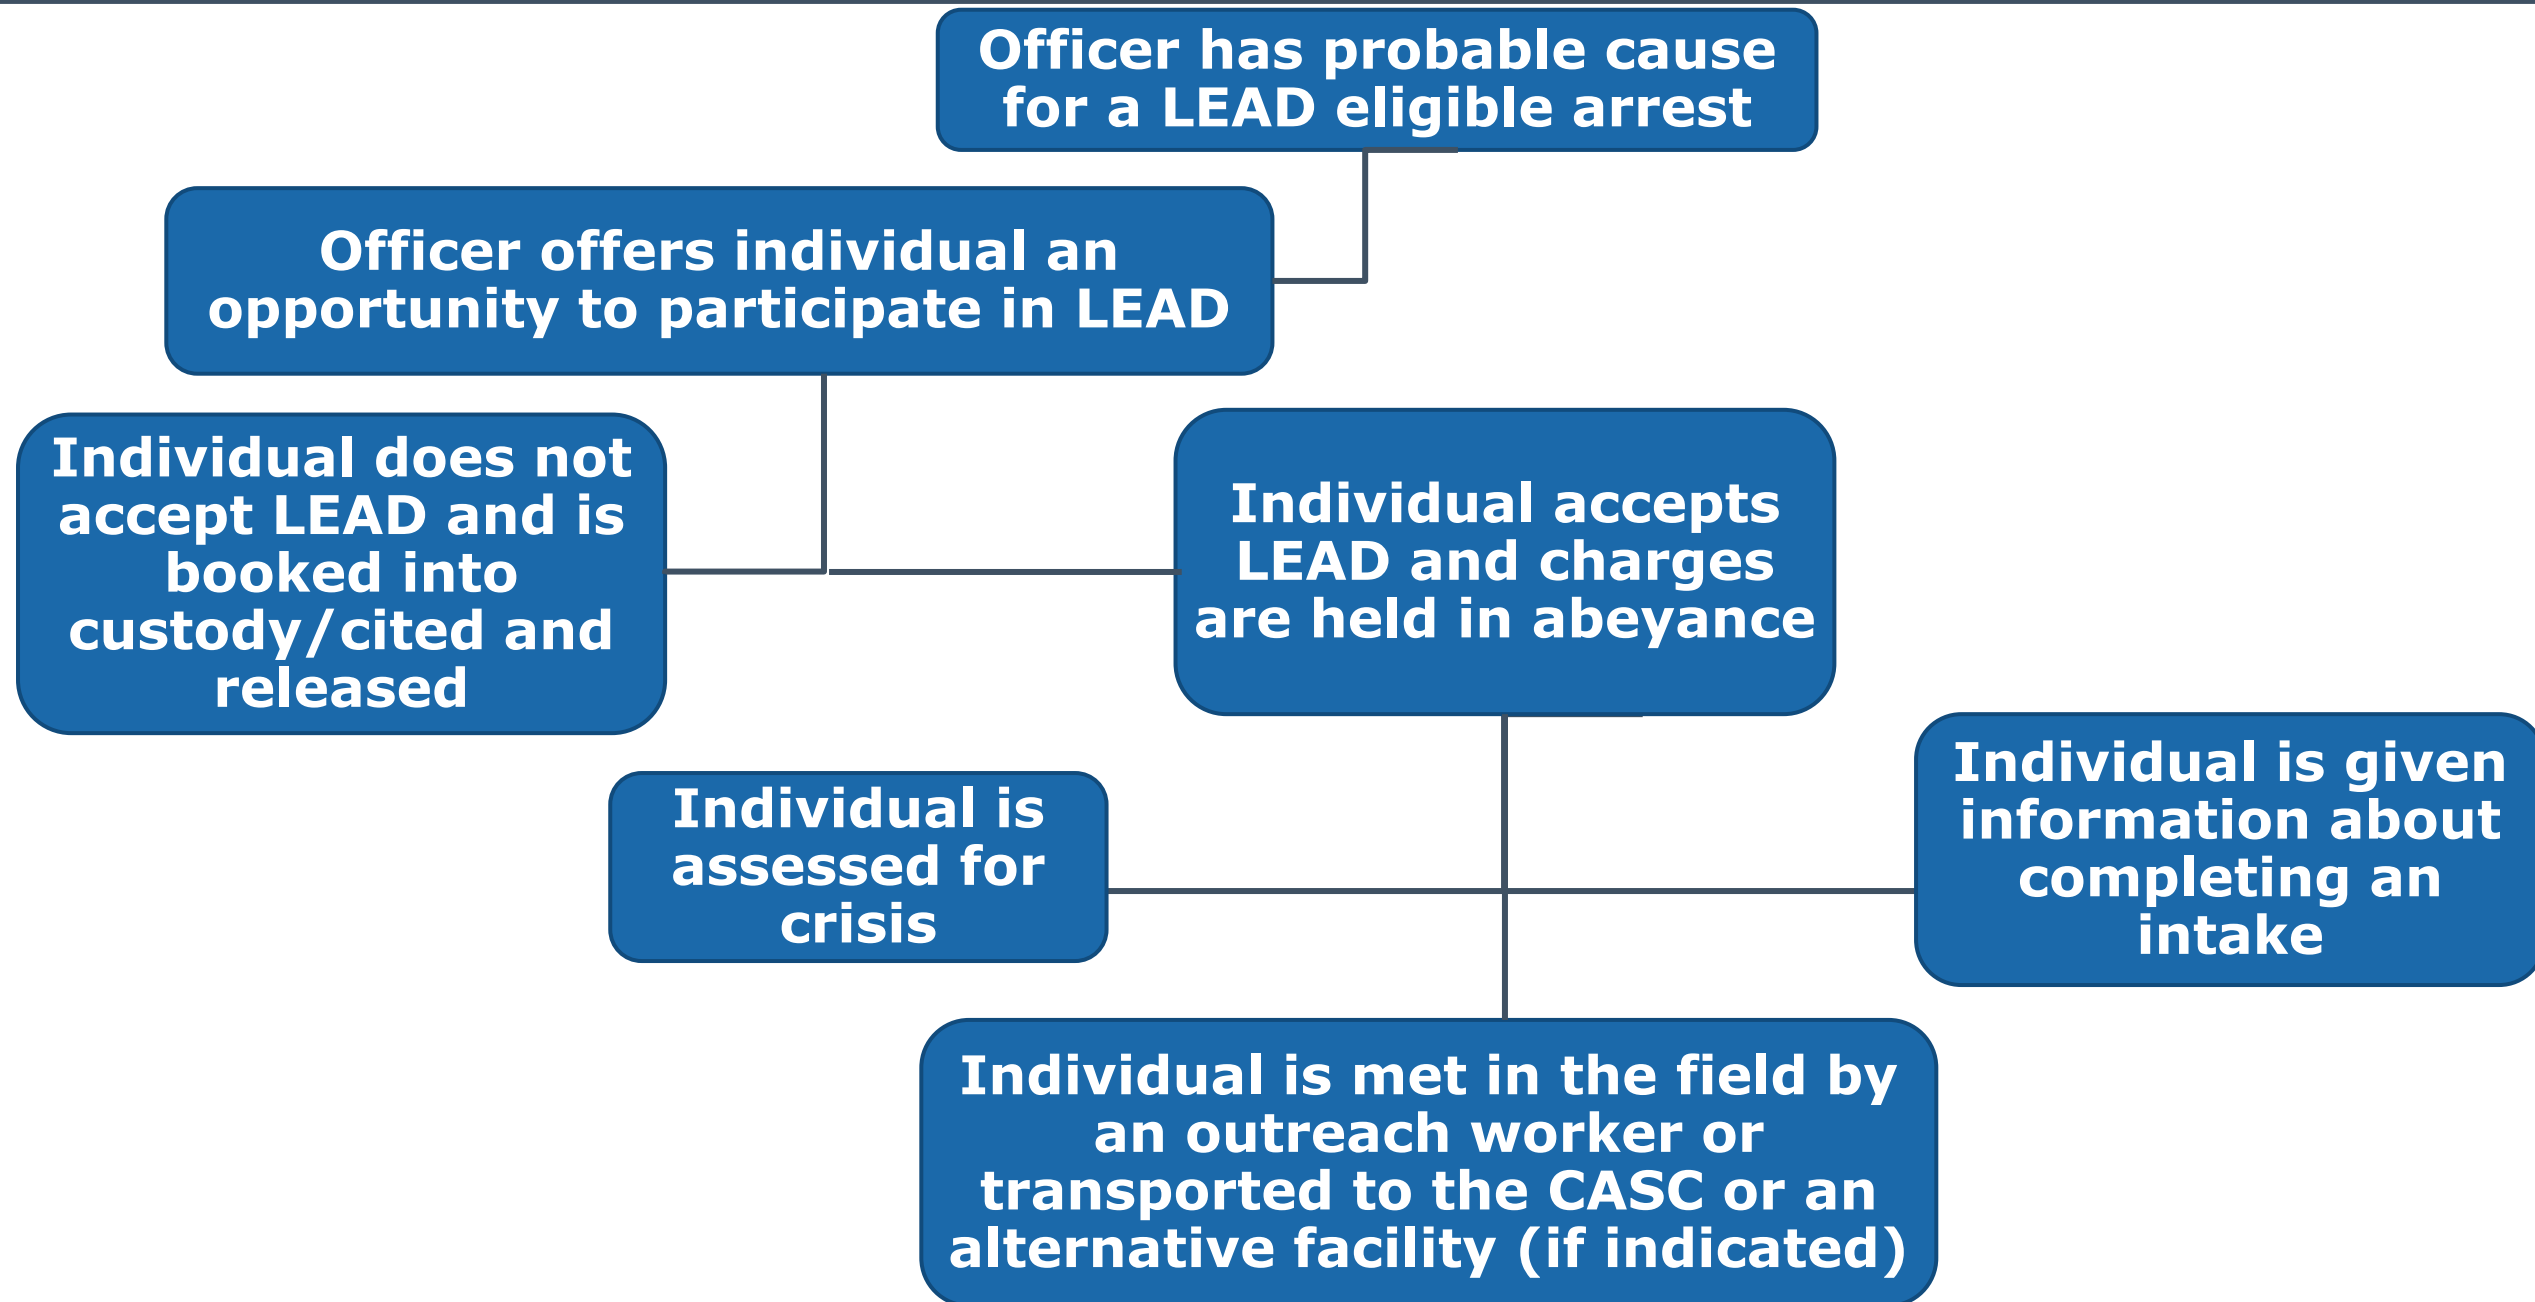 Officer has probable cause
for a LEAD eligible arrest
Officer offers individual an
opportunity to participate in LEAD
Individual does not
accept LEAD and is
booked into
custody/cited and
released
Individual accepts
LEAD and charges
are held in abeyance
Individual is
assessed for
crisis
Individual is given
information about
completing an
intake
Individual is met in the field by
an outreach worker or
transported to the CASC or an
alternative facility (if indicated)